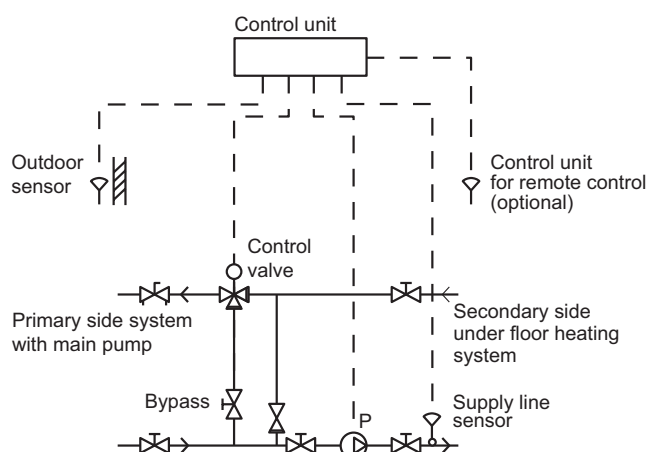 Control unit
Outdoor
sensor
Control unit
for remote control
(optional)
Control
valve
Primary side system
with main pump
Secondary side
under floor heating
system
Bypass
P
Supply line
sensor